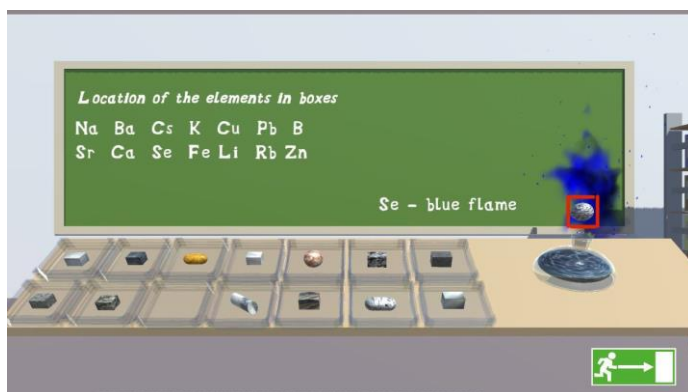 Location of the elements in boxes
Na Ba Cs K Cu Pb B
Sr Ca Se Fe Li Rb Zn
Se – blue flame